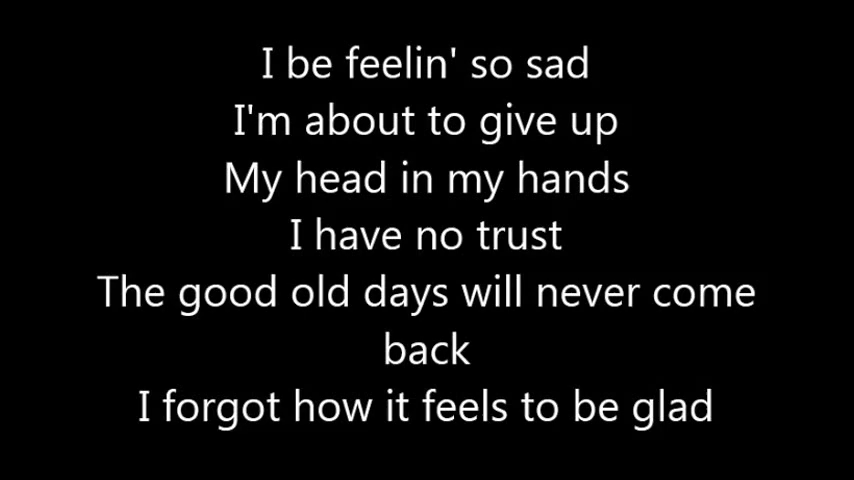 I be feelin' so sad
I'm about to give up
My head in my hands
I have no trust
The good old days will never come
back
I forgot how it feels to be glad